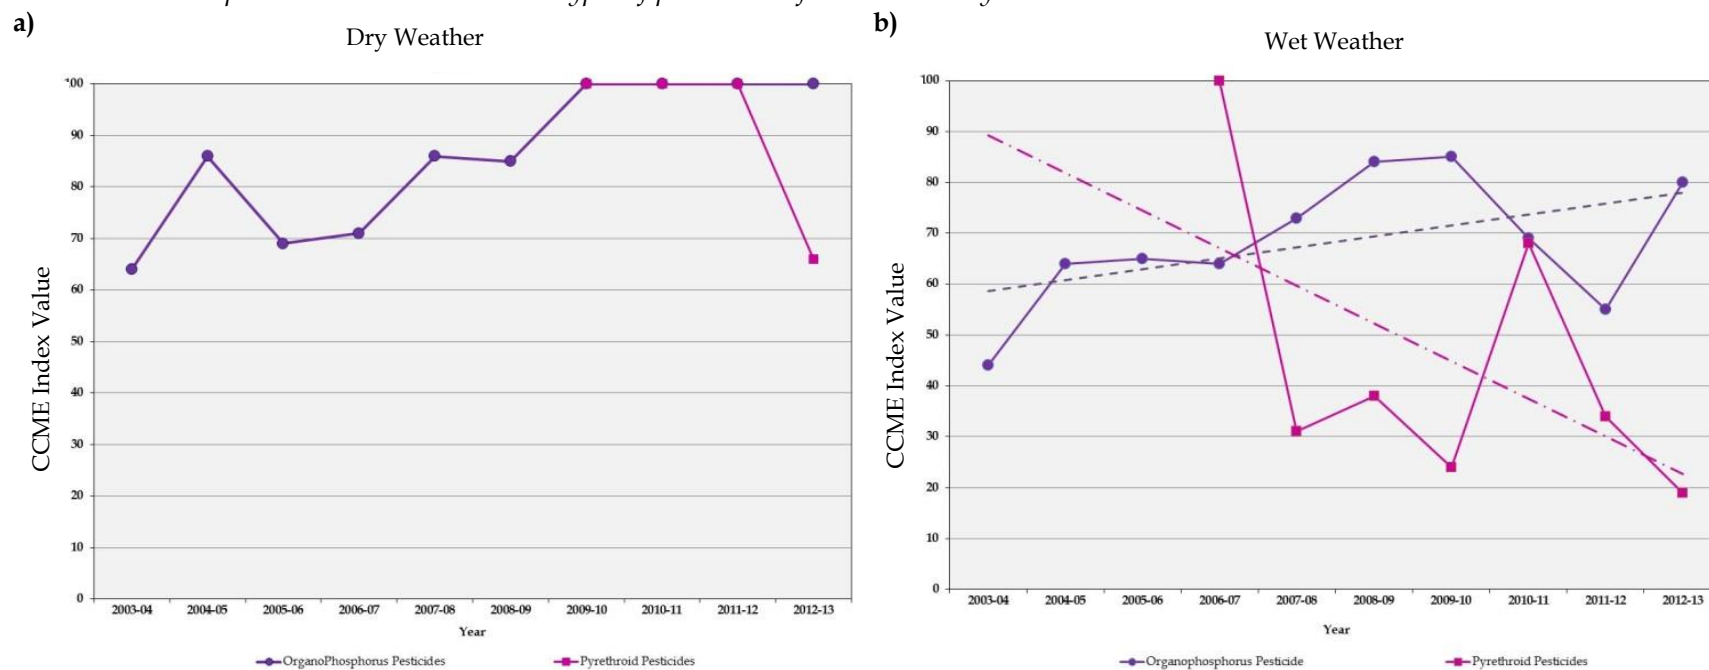 a)
Dry Weather
100
90
80
70
60
50
40
30
20
10
0
CCME Index Value
2003-04 2004-05 2005-06 2006-07 2007-08 2008-09 2009-10 2010-11 2011-12 2012-13
Year
OrganoPhosphorus Pesticides Pyrethroid Pesticides
b)
Wet Weather
100
90
80
70
60
50
40
30
20
10
0
CCME Index Value
2003-04 2004-05 2005-06 2006-07 2007-08 2008-09 2009-10 2010-11 2011-12 2012-13
Year
Organophosphorus Pesticide Pyrethroid Pesticides